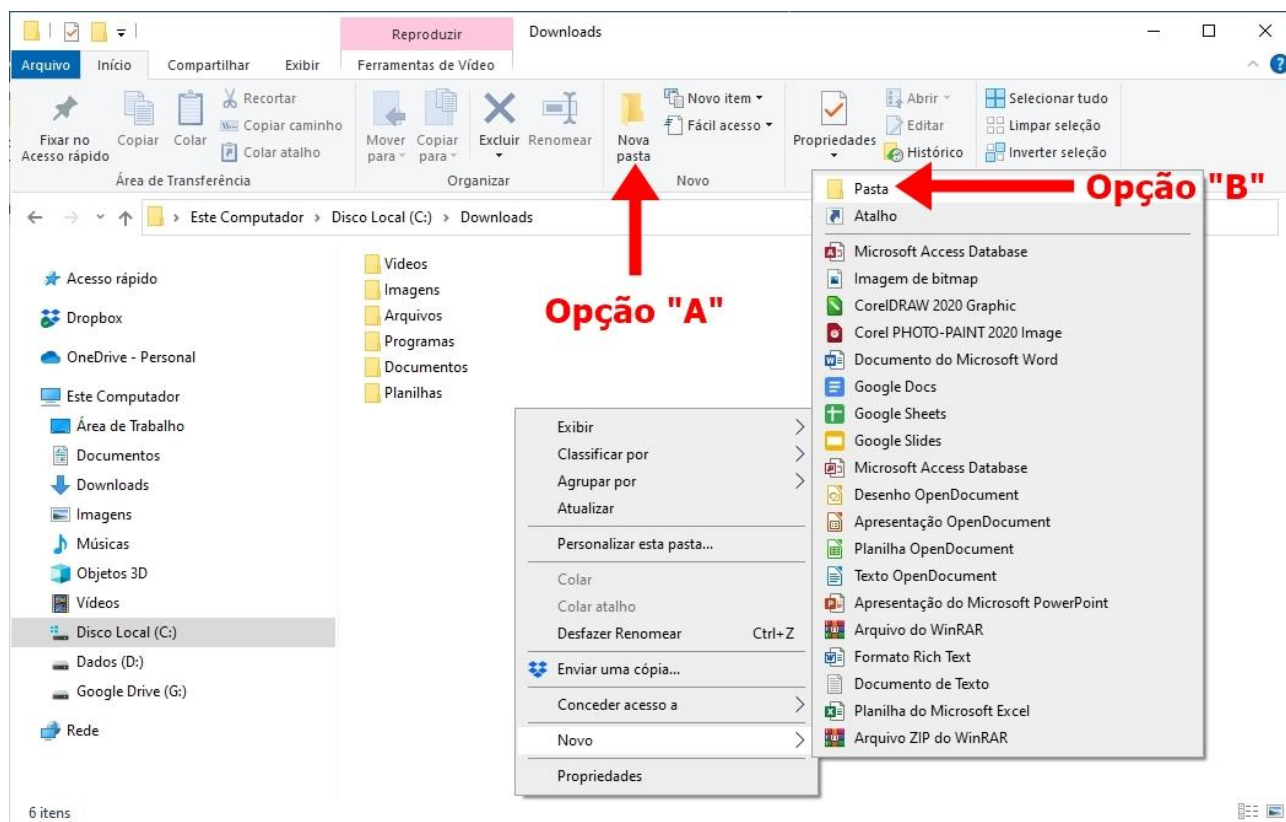 Reproduzir
Downloads
Arquivo
Início
Compartilhar
Exibir
Ferramentas de Vídeo
Fixar no
Acesso rápido
Copiar
Colar
Recortar
Copiar caminho
Colar atalho
Área de Transferência
Mover
para
Copiar
para
Excluir
Renomear
Organizar
Nova
pasta
Novo item
Fácil acesso
Novo
Propriedades
Abrir
Editar
Histórico
Selecionar tudo
Limpar seleção
Inverter seleção
Este Computador > Disco Local (C:) > Downloads
Acesso rápido
Dropbox
OneDrive - Personal
Este Computador
Área de Trabalho
Documentos
Downloads
Imagens
Músicas
Objetos 3D
Vídeos
Disco Local (C:)
Dados (D:)
Google Drive (G:)
Rede
Videos
Imagens
Arquivos
Programas
Documentos
Planilhas
Opção "A"
Exibir
Classificar por
Agrupar por
Atualizar
Personalizar esta pasta...
Colar
Colar atalho
Desfazer Renomear Ctrl+Z
Enviar uma cópia...
Conceder acesso a
Novo
Propriedades
Pasta
Opção "B"
Atalho
Microsoft Access Database
Imagem de bitmap
CorelDRAW 2020 Graphic
Corel PHOTO-PAINT 2020 Image
Documento do Microsoft Word
Google Docs
Google Sheets
Google Slides
Microsoft Access Database
Desenho OpenDocument
Apresentação OpenDocument
Planilha OpenDocument
Texto OpenDocument
Apresentação do Microsoft PowerPoint
Arquivo do WinRAR
Formato Rich Text
Documento de Texto
Planilha do Microsoft Excel
Arquivo ZIP do WinRAR
6 itens